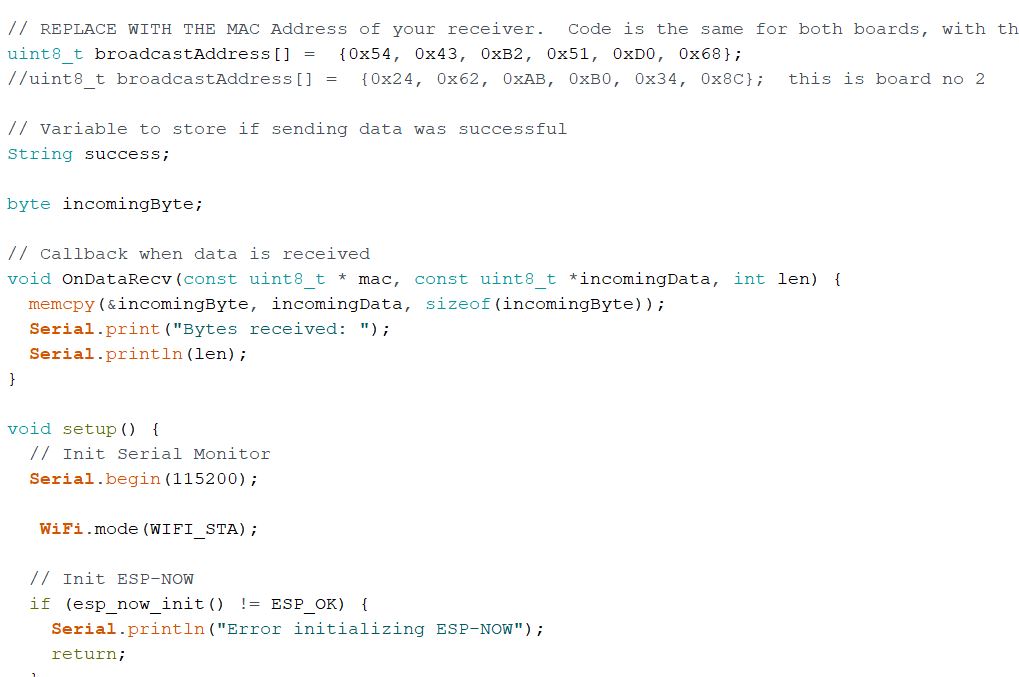 // REPLACE WITH THE MAC Address of your receiver.  Code is the same for both boards, with th
uint8_t broadcastAddress[] =  {0x54, 0x43, 0xB2, 0x51, 0xD0, 0x68};
//uint8_t broadcastAddress[] =  {0x24, 0x62, 0xAB, 0xB0, 0x34, 0x8C};  this is board no 2
// Variable to store if sending data was successful
String success;
byte incomingByte;
// Callback when data is received
void OnDataRecv(const uint8_t * mac, const uint8_t *incomingData, int len) {
  memcpy(&incomingByte, incomingData, sizeof(incomingByte));
  Serial.print("Bytes received: ");
  Serial.println(len);
}
void setup() {
  // Init Serial Monitor
  Serial.begin(115200);
   WiFi.mode(WIFI_STA);
  // Init ESP-NOW
  if (esp_now_init() != ESP_OK) {
    Serial.println("Error initializing ESP-NOW");
    return;